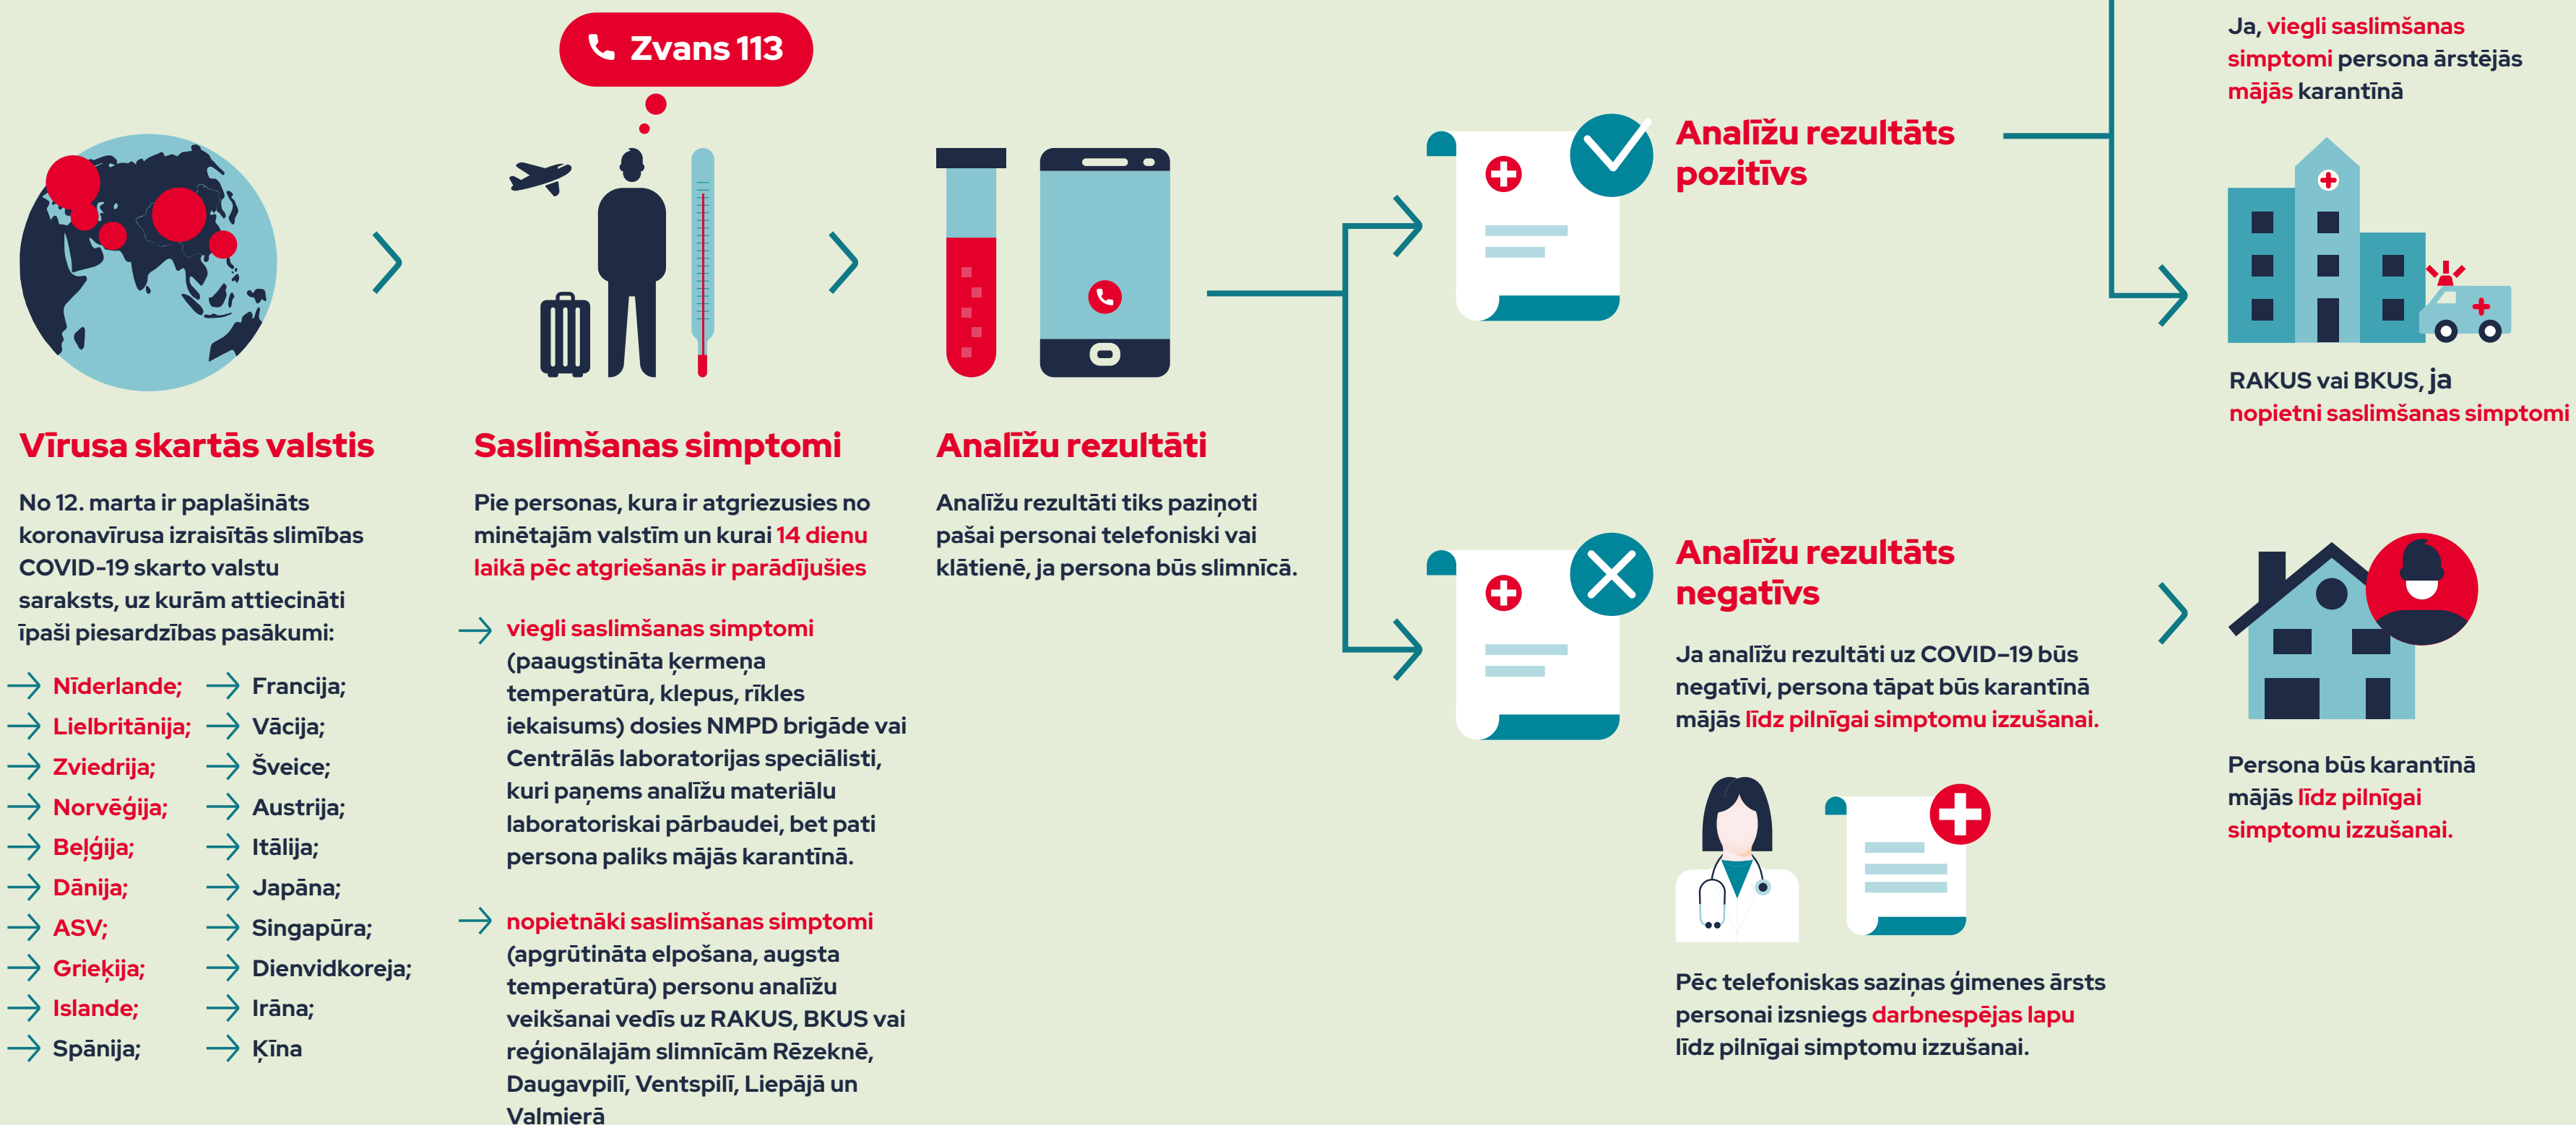 Zvans 113
Vīrusa skartās valstis
No 12. marta ir paplašināts
koronavīrusa izraisītās slimības
COVID-19 skarto valstu
saraksts, uz kurām attiecināti
īpaši piesardzības pasākumi:
Nīderlande;
Lielbritānija;
Zviedrija;
Norvēģija;
Beļģija;
Dānija;
ASV;
Grieķija;
Islande;
Spānija;
Francija;
Vācija;
Šveice;
Austrija;
Itālija;
Japāna;
Singapūra;
Dienvidkoreja;
Irāna;
Ķīna
Saslimšanas simptomi
Pie personas, kura ir atgriezusies no
minētajām valstīm un kurai 14 dienu
laikā pēc atgriešanās ir parādījušies
viegli saslimšanas simptomi
(paaugstināta ķermeņa
temperatūra, klepus, rīkles
iekaisums) dosies NMPD brigāde vai
Centrālās laboratorijas speciālisti,
kuri paņems analīžu materiālu
laboratoriskai pārbaudei, bet pati
persona paliks mājās karantīnā.
nopietnāki saslimšanas simptomi
(apgrūtināta elpošana, augsta
temperatūra) personu analīžu
veikšanai vedīs uz RAKUS, BKUS vai
reģionālajām slimnīcām Rēzeknē,
Daugavpilī, Ventspilī, Liepājā un
Valmierā
Analīžu rezultāti
Analīžu rezultāti tiks paziņoti
pašai personai telefoniski vai
klātienē, ja persona būs slimnīcā.
Analīžu rezultāts
pozitīvs
Ja, viegli saslimšanas
simptomi persona ārstējās
mājās karantīnā
RAKUS vai BKUS, ja
nopietni saslimšanas simptomi
Analīžu rezultāts
negatīvs
Ja analīžu rezultāti uz COVID-19 būs
negatīvi, persona tāpat būs karantīnā
mājās līdz pilnīgai simptomu izzušanai.
Pēc telefoniskas saziņas ģimenes ārsts
personai izsniegs darbnespējas lapu
līdz pilnīgai simptomu izzušanai.
Persona būs karantīnā
mājās līdz pilnīgai
simptomu izzušanai.